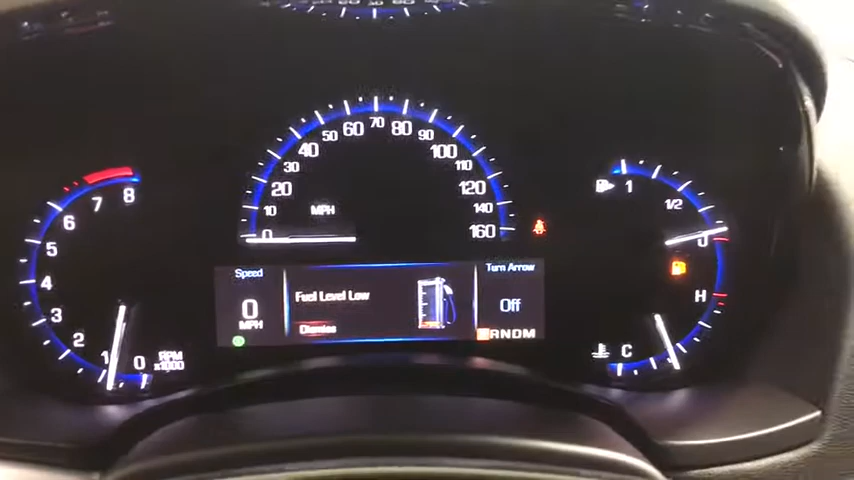 8
7
6
5
4
3
2
1
0
RPM
x1000
0
10
20
30
40
50
60
70
80
90
100
110
120
140
160
MPH
Speed
0
MPH
Fuel Level Low
Dismiss
Turn Arrow
Off
PRNDM
1
1/2
0
H
C